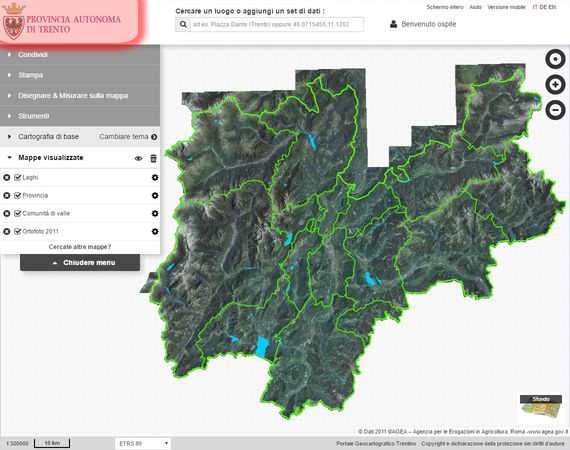 PROVINCIA AUTONOMA
DI TRENTO
Cercare un luogo o aggiungi un set di dati :
ad es. Piazza Dante (Trento) oppure 46.0715455,11.1203
Schermo intero Aiuto Versione mobile IT DE EN
Benvenuto ospite
Condividi
Stampa
Disegnare & Misurare sulla mappa
Strumenti
Cartografia di base Cambiare tema
Mappe visualizzate
Laghi
Provincia
Comunità di valle
Ortofoto 2011
Cercate altre mappe?
Chiudere menu
Sfondo
© Dati:2011 ©AGEA – Agenzia per le Erogazioni in Agricoltura, Roma -www.agea.gov.it
1:500000 10 km ETRS 89 Portale Geocartografico Trentino Copyright e dichiarazione della protezione dei diritti d'autore